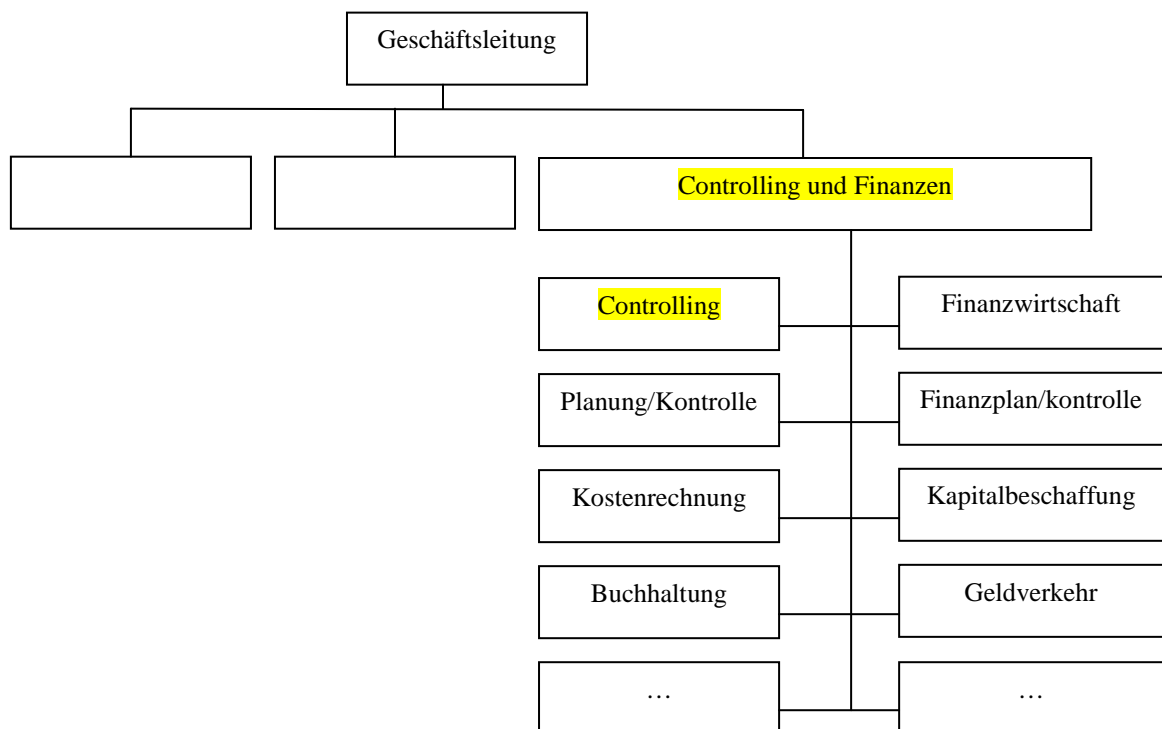 Geschäftsleitung
Controlling und Finanzen
Controlling
Finanzwirtschaft
Planung/Kontrolle
Finanzplan/kontrolle
Kostenrechnung
Kapitalbeschaffung
Buchhaltung
Geldverkehr
…
…